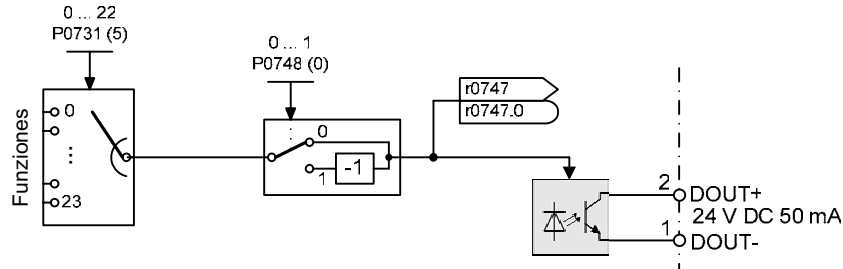 0 ... 22
P0731 (5)
0 ... 1
P0748 (0)
Funziones
0
⋮
23
0
1
-1
r0747
r0747.0
2
DOUT+
24 V DC 50 mA
1
DOUT-